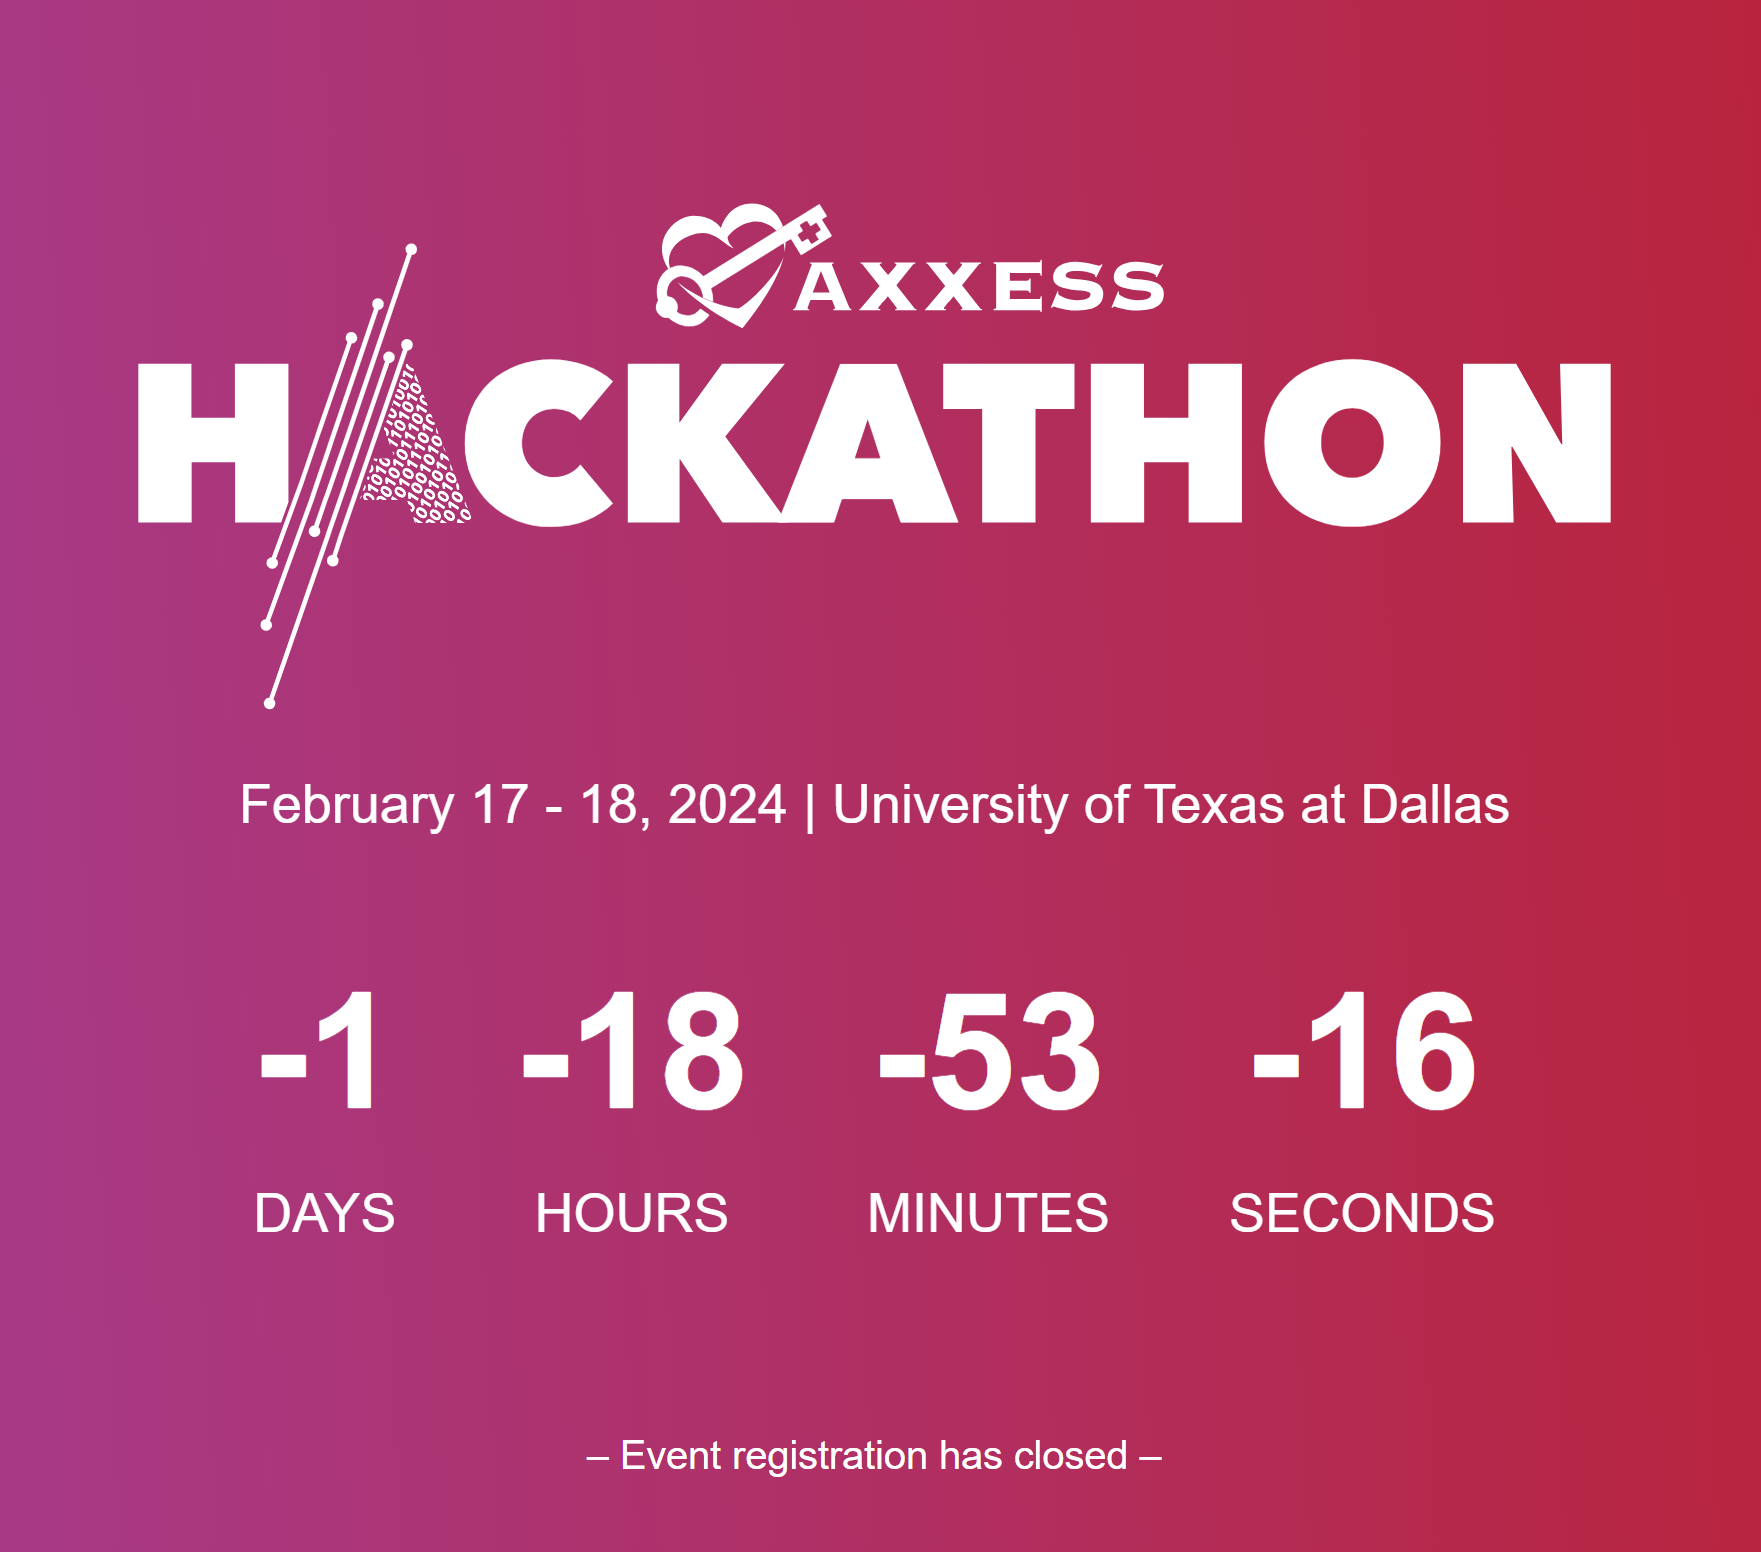 AXXESS
HACKATHON
February 17 - 18, 2024 | University of Texas at Dallas
-1 -18 -53 -16
DAYS HOURS MINUTES SECONDS
– Event registration has closed –